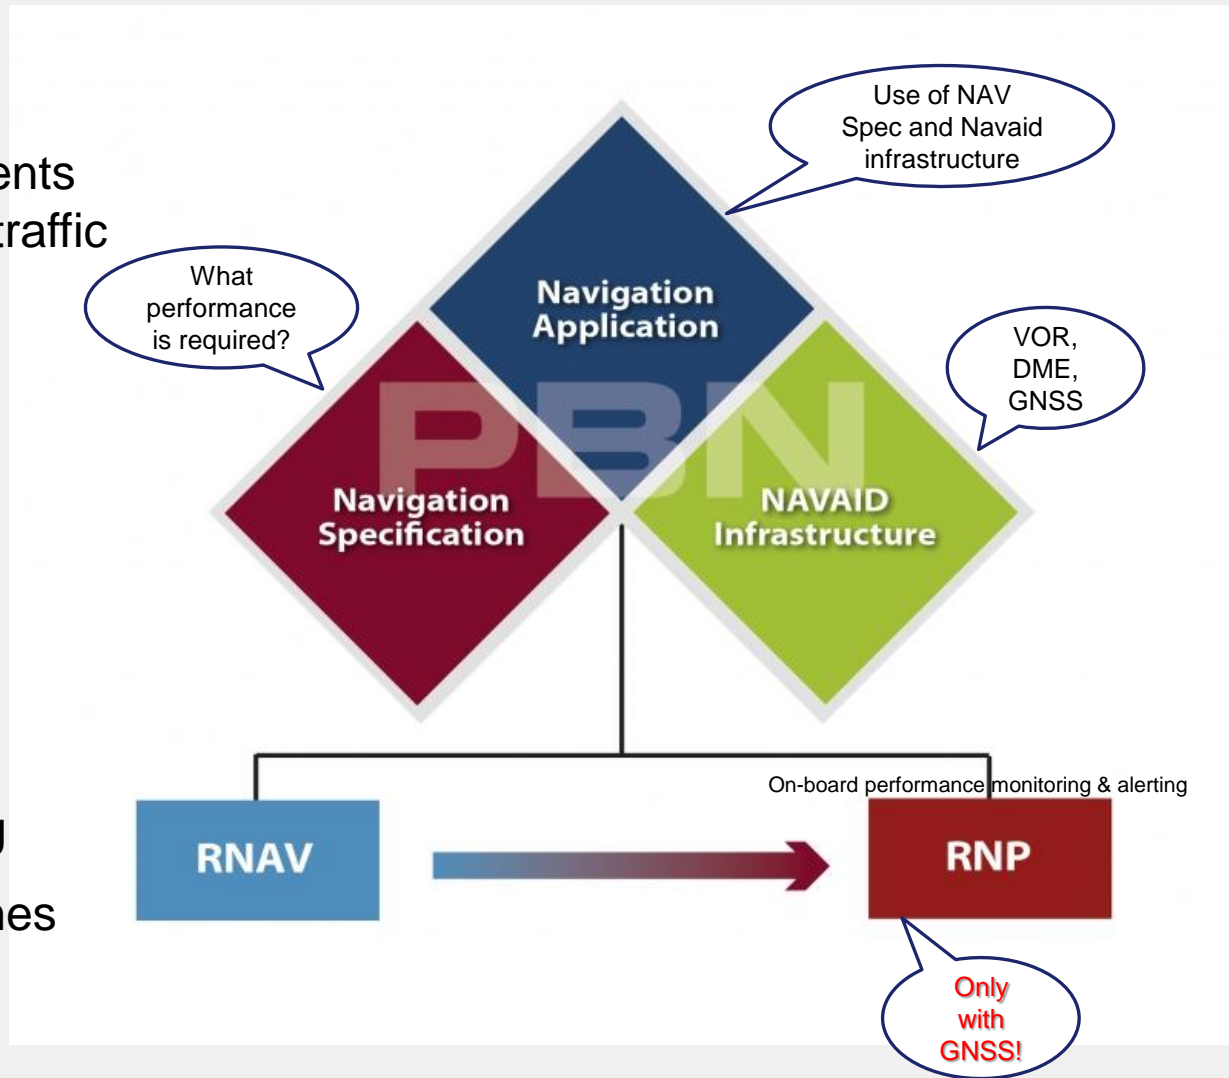 Use of NAV
Spec and Navaid
infrastructure
ents
traffic
What
performance
is required?
Navigation
Application
VOR,
DME,
GNSS
PBN
Navigation
Specification
NAVAID
Infrastructure
On-board performance monitoring & alerting
g
nes
RNAV
RNP
Only
with
GNSS!